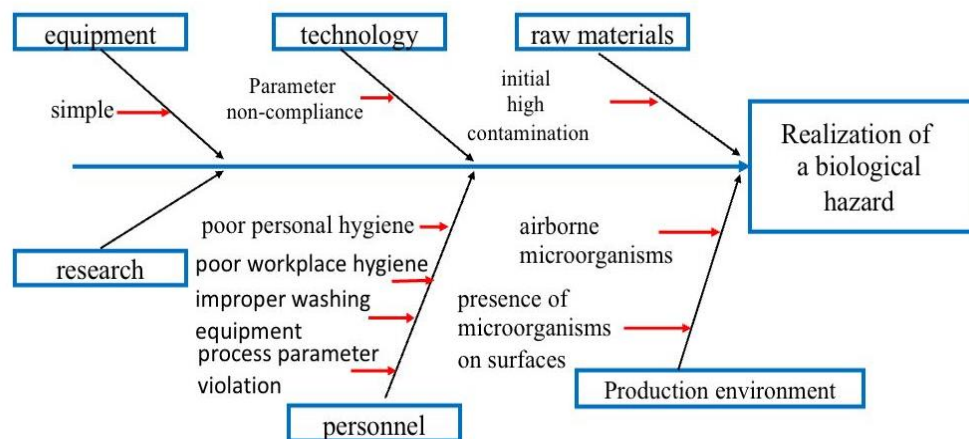 equipment
technology
raw materials
simple
Parameter
non-compliance
initial
high
contamination
Realization of
a biological
hazard
research
poor personal hygiene
poor workplace hygiene
improper washing
equipment
process parameter
violation
personnel
airborne
microorganisms
presence of
microorganisms
on surfaces
Production environment